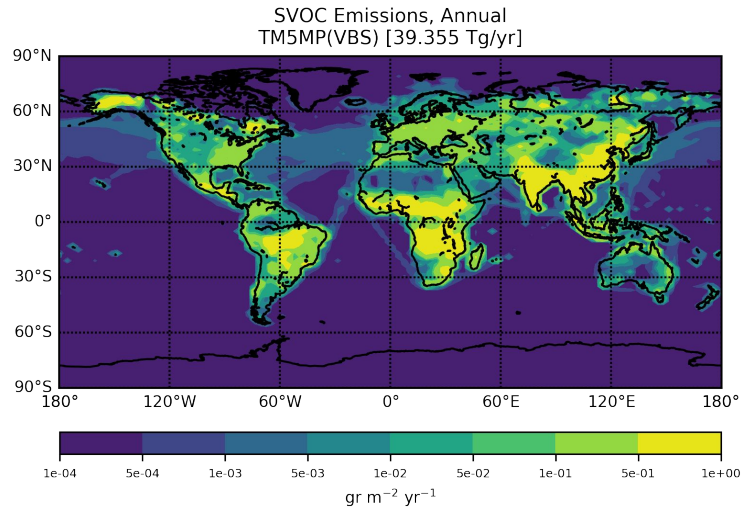 SVOC Emissions, Annual
TM5MP(VBS) [39.355 Tg/yr]
90°N
60°N
30°N
0°
30°S
60°S
90°S
180° 120°W 60°W 0° 60°E 120°E 180°
1e-04 5e-04 1e-03 5e-03 1e-02 5e-02 1e-01 5e-01 1e+00
gr m⁻² yr⁻¹